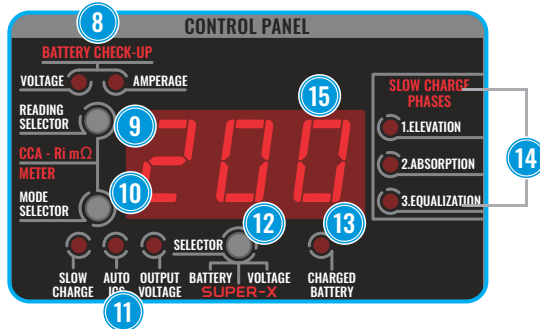 CONTROL PANEL
8
BATTERY CHECK-UP
VOLTAGE
AMPERAGE
READING
SELECTOR
9
CCA - Ri mΩ
METER
10
MODE
SELECTOR
15
200
SLOW CHARGE
PHASES
1.ELEVATION
2.ABSORPTION
3.EQUALIZATION
14
12
13
SELECTOR
SLOW
CHARGE
AUTO
11
OUTPUT
VOLTAGE
BATTERY VOLTAGE
SUPER-X
CHARGED
BATTERY